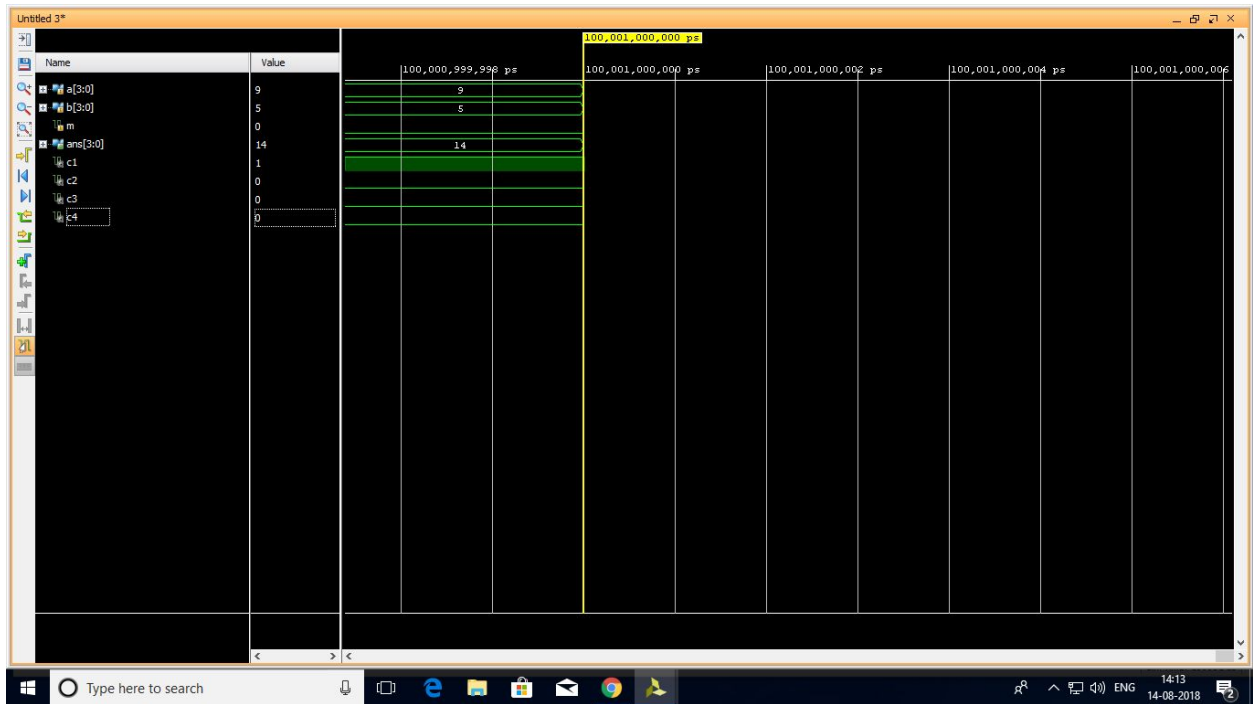 Untitled 3*
100,001,000,000 ps
Name Value
100,000,999,998 ps 100,001,000,000 ps 100,001,000,002 ps 100,001,000,004 ps 100,001,000,006
a[3:0] 9 9
b[3:0] 5 5
m 0
ans[3:0] 14 14
c1 1
c2 0
c3 0
c4 0
Type here to search
ENG
14:13
14-08-2018
2